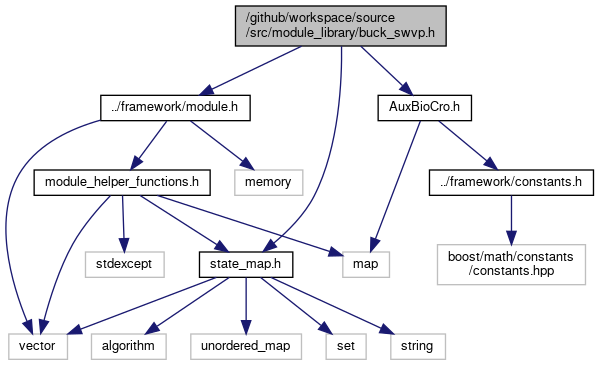 /github/workspace/source
/src/module_library/buck_swvp.h
../framework/module.h
AuxBioCro.h
module_helper_functions.h
memory
../framework/constants.h
stdexcept
state_map.h
map
boost/math/constants
/constants.hpp
vector
algorithm
unordered_map
set
string